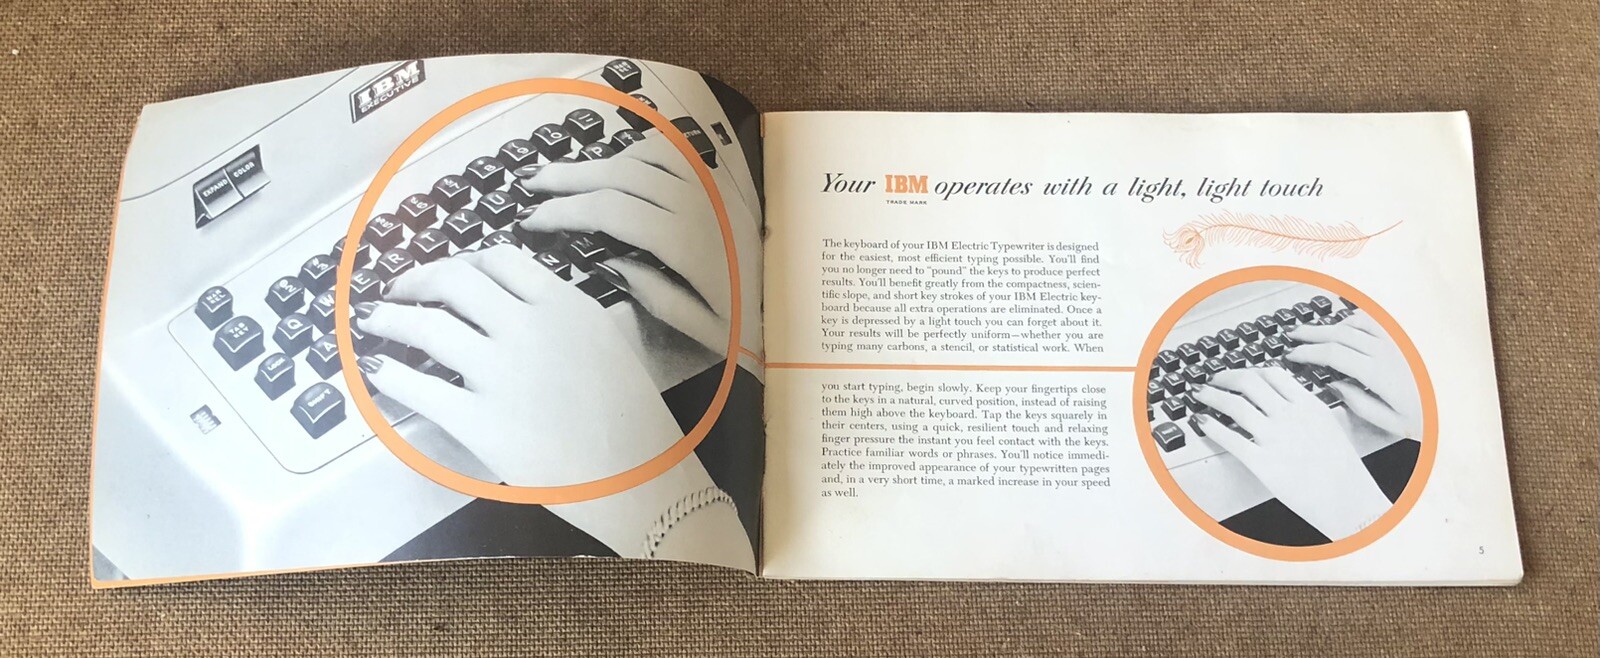 IBM
EXECUTIVE
EXPAND COLOR
MAR REL
TAB SET
LOCK
SHIFT
Q W E R T Y U
P
A
H
N M
RETURN
Your IBM operates with a light, light touch
TRADE MARK
The keyboard of your IBM Electric Typewriter is designed
for the easiest, most efficient typing possible. You'll find
you no longer need to "pound" the keys to produce perfect
results. You'll benefit greatly from the compactness, scien-
tific slope, and short key strokes of your IBM Electric key-
board because all extra operations are eliminated. Once a
key is depressed by a light touch you can forget about it.
Your results will be perfectly uniform—whether you are
typing many carbons, a stencil, or statistical work. When
you start typing, begin slowly. Keep your fingertips close
to the keys in a natural, curved position, instead of raising
them high above the keyboard. Tap the keys squarely in
their centers, using a quick, resilient touch and relaxing
finger pressure the instant you feel contact with the keys.
Practice familiar words or phrases. You'll notice immedi-
ately the improved appearance of your typewritten pages
and, in a very short time, a marked increase in your speed
as well.
5